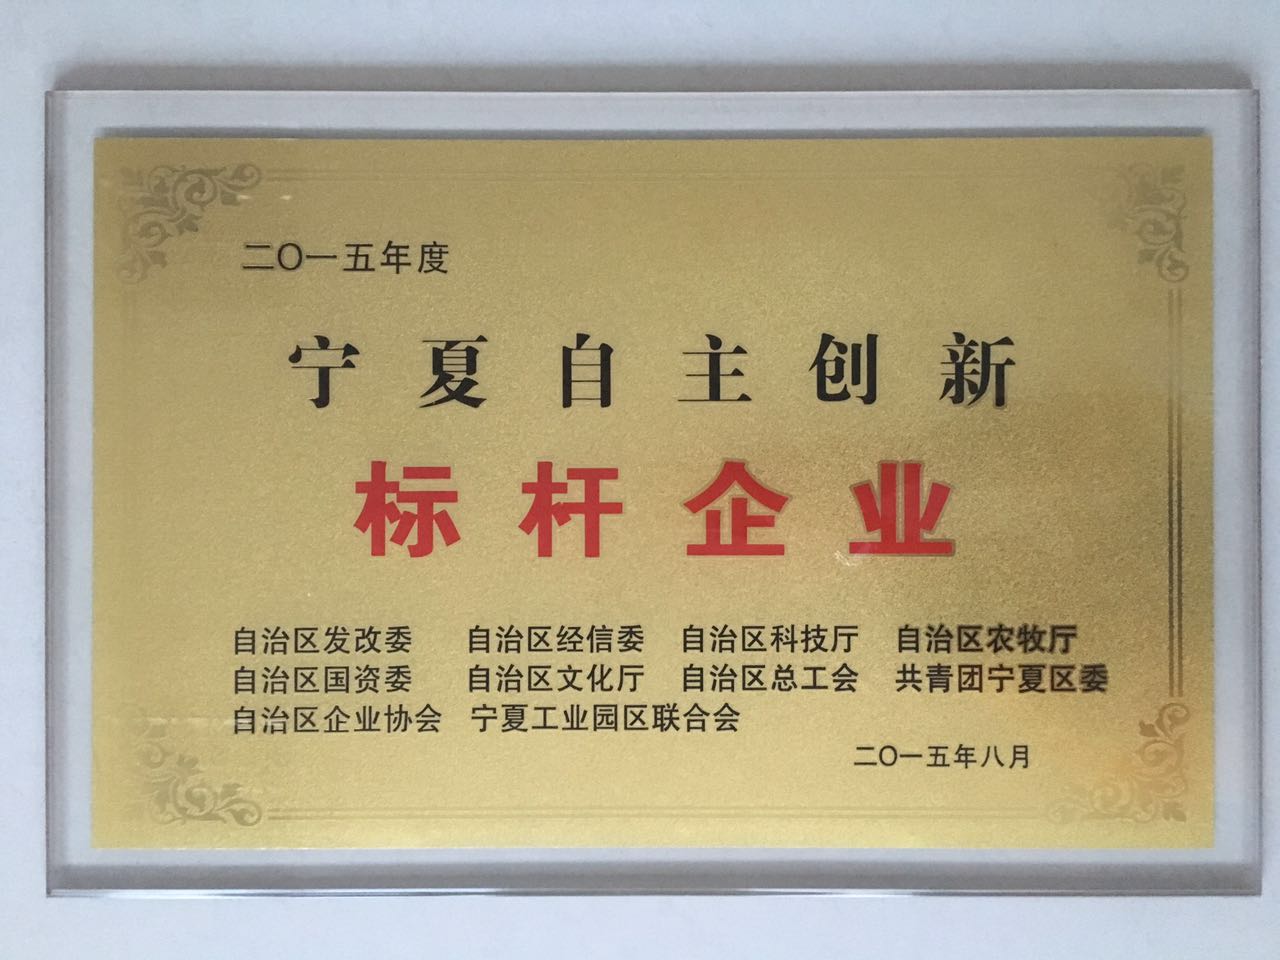 二〇一五年度
宁夏自主创新
标杆企业
自治区发改委 自治区经信委 自治区科技厅 自治区农牧厅
自治区国资委 自治区文化厅 自治区总工会 共青团宁夏区委
自治区企业协会 宁夏工业园区联合会
二〇一五年八月